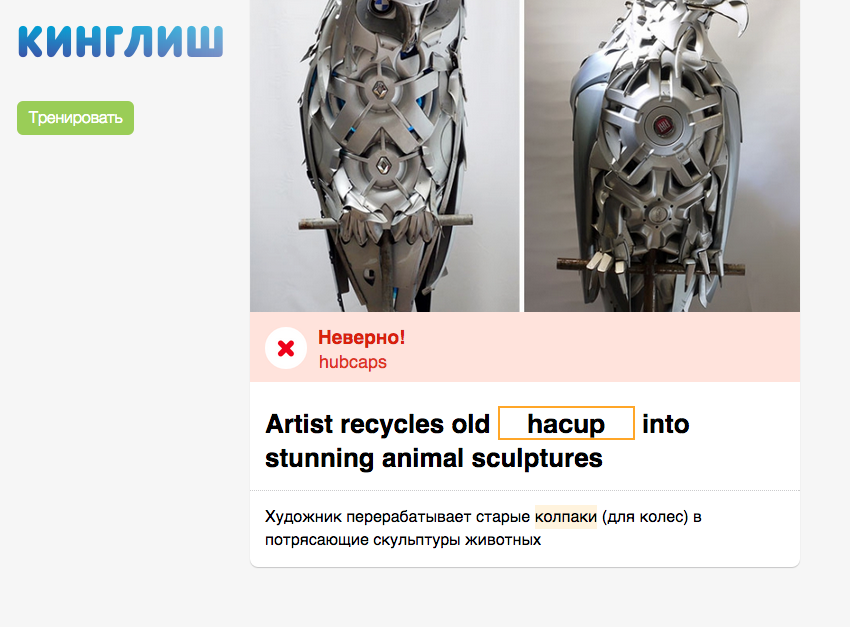 КИНГЛИШ
Тренировать
Неверно!
hubcaps
Artist recycles old hacup into
stunning animal sculptures
Художник перерабатывает старые колпаки (для колес) в
потрясающие скульптуры животных